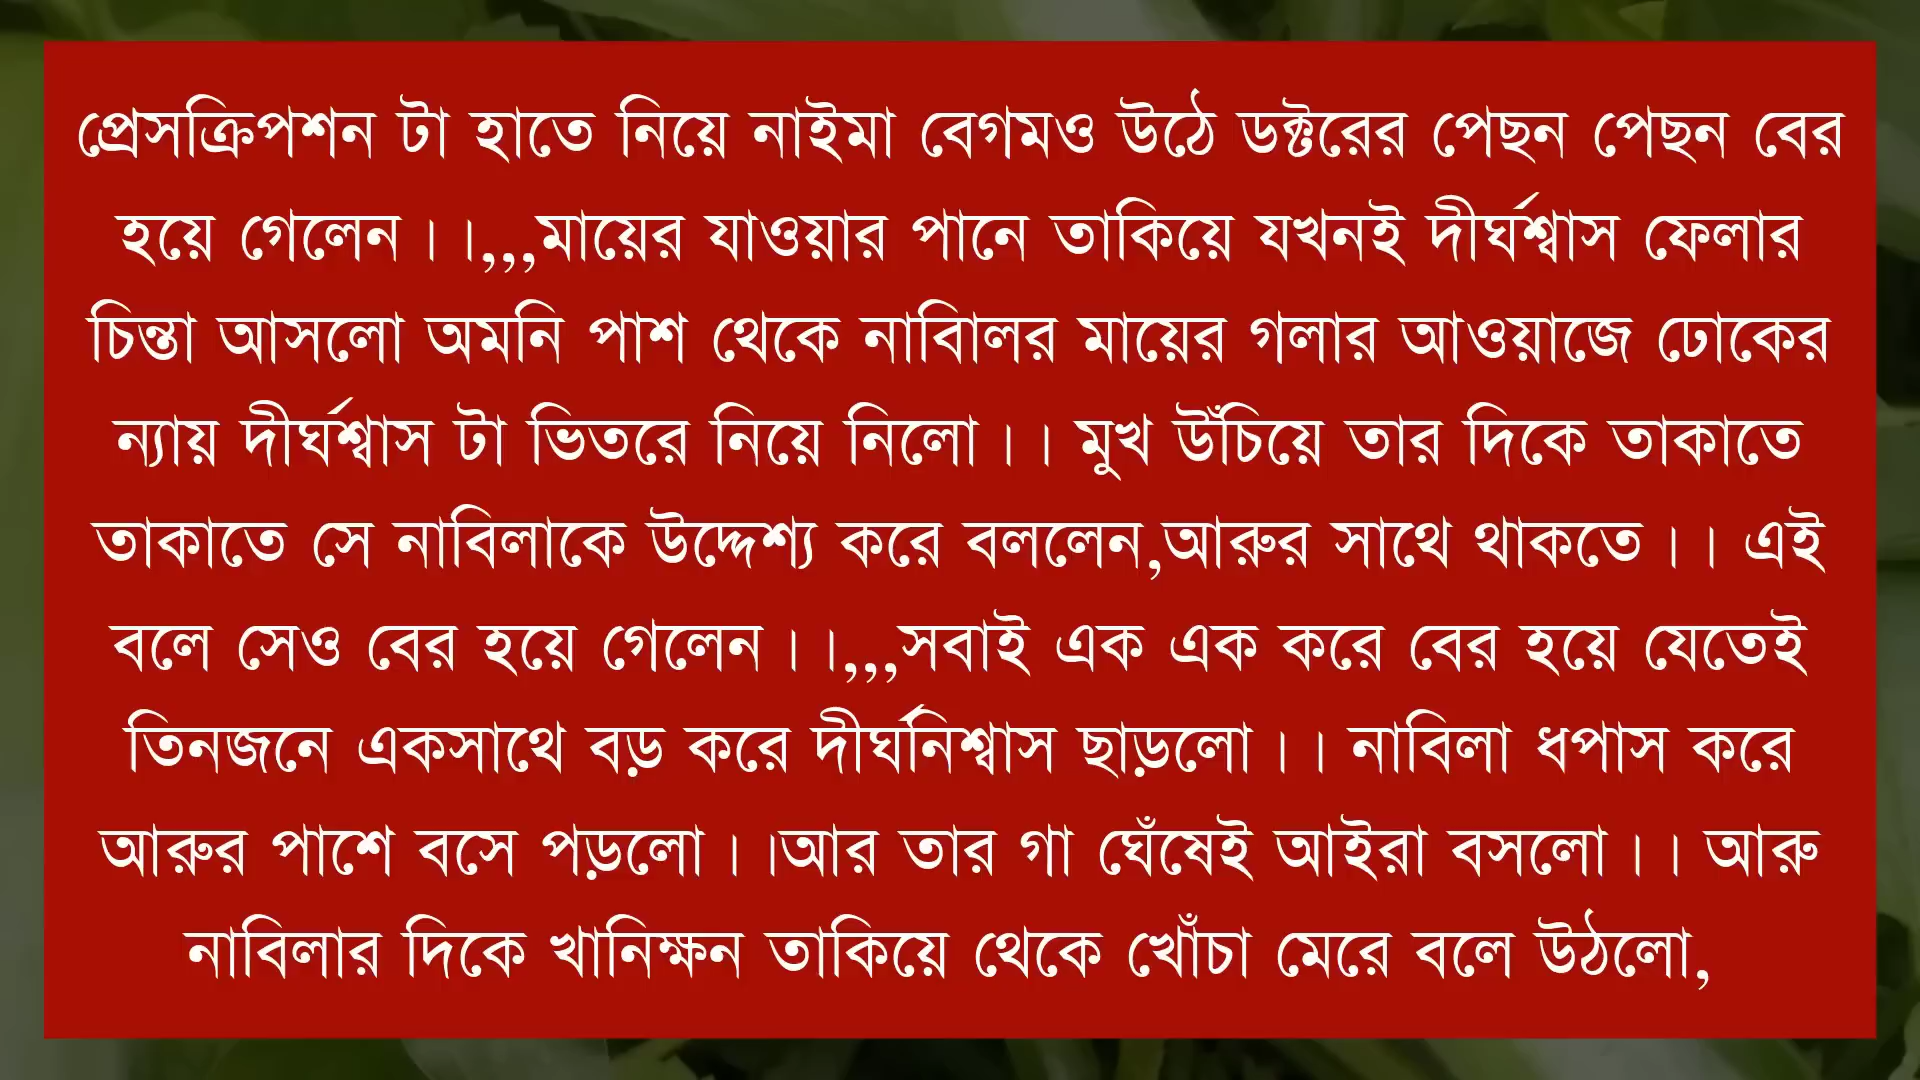 প্রেসক্রিপশন টা হাতে নিয়ে নাইমা বেগমও উঠে ডক্টরের পেছন পেছন বের
হয়ে গেলেন।।,,,মায়ের যাওয়ার পানে তাকিয়ে যখনই দীর্ঘশ্বাস ফেলার
চিন্তা আসলো অমনি পাশ থেকে নাবিালর মায়ের গলার আওয়াজে ঢোকের
ন্যায় দীর্ঘশ্বাস টা ভিতরে নিয়ে নিলো।। মুখ উঁচিয়ে তার দিকে তাকাতে
তাকাতে সে নাবিলাকে উদ্দেশ্য করে বললেন,আরুর সাথে থাকতে।। এই
বলে সেও বের হয়ে গেলেন।।,,,সবাই এক এক করে বের হয়ে যেতেই
তিনজনে একসাথে বড় করে দীর্ঘনিশ্বাস ছাড়লো।। নাবিলা ধপাস করে
আরুর পাশে বসে পড়লো।।আর তার গা ঘেঁষেই আইরা বসলো।। আরু
নাবিলার দিকে খানিক্ষন তাকিয়ে থেকে খোঁচা মেরে বলে উঠলো,